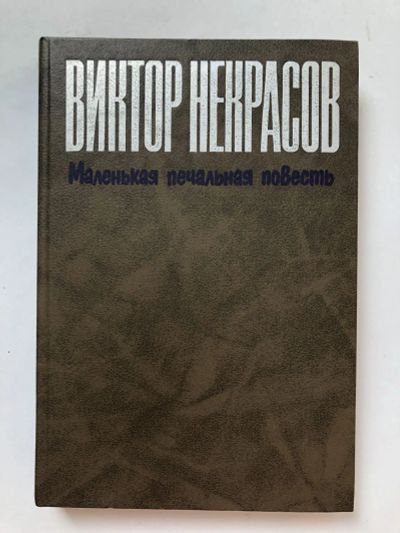 ВИКТОР НЕКРАСОВ
Маленькая печальная повесть